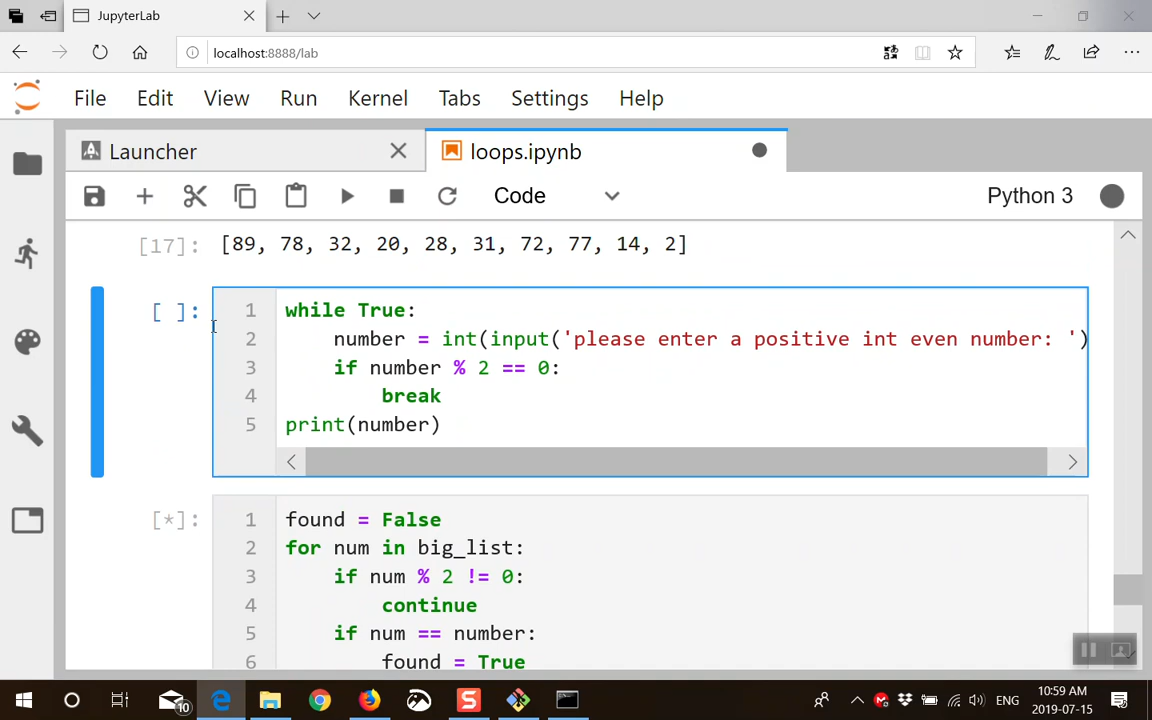 JupyterLab
localhost:8888/lab
File Edit View Run Kernel Tabs Settings Help
Launcher
loops.ipynb
Code
Python 3
[17]: [89, 78, 32, 20, 28, 31, 72, 77, 14, 2]
[ ]:
1 while True:
2 number = int(input('please enter a positive int even number: ')
3 if number % 2 == 0:
4 break
5 print(number)
[*]:
1 found = False
2 for num in big_list:
3 if num % 2 != 0:
4 continue
5 if num == number:
6 found = True
10
S
ENG
10:59 AM
2019-07-15